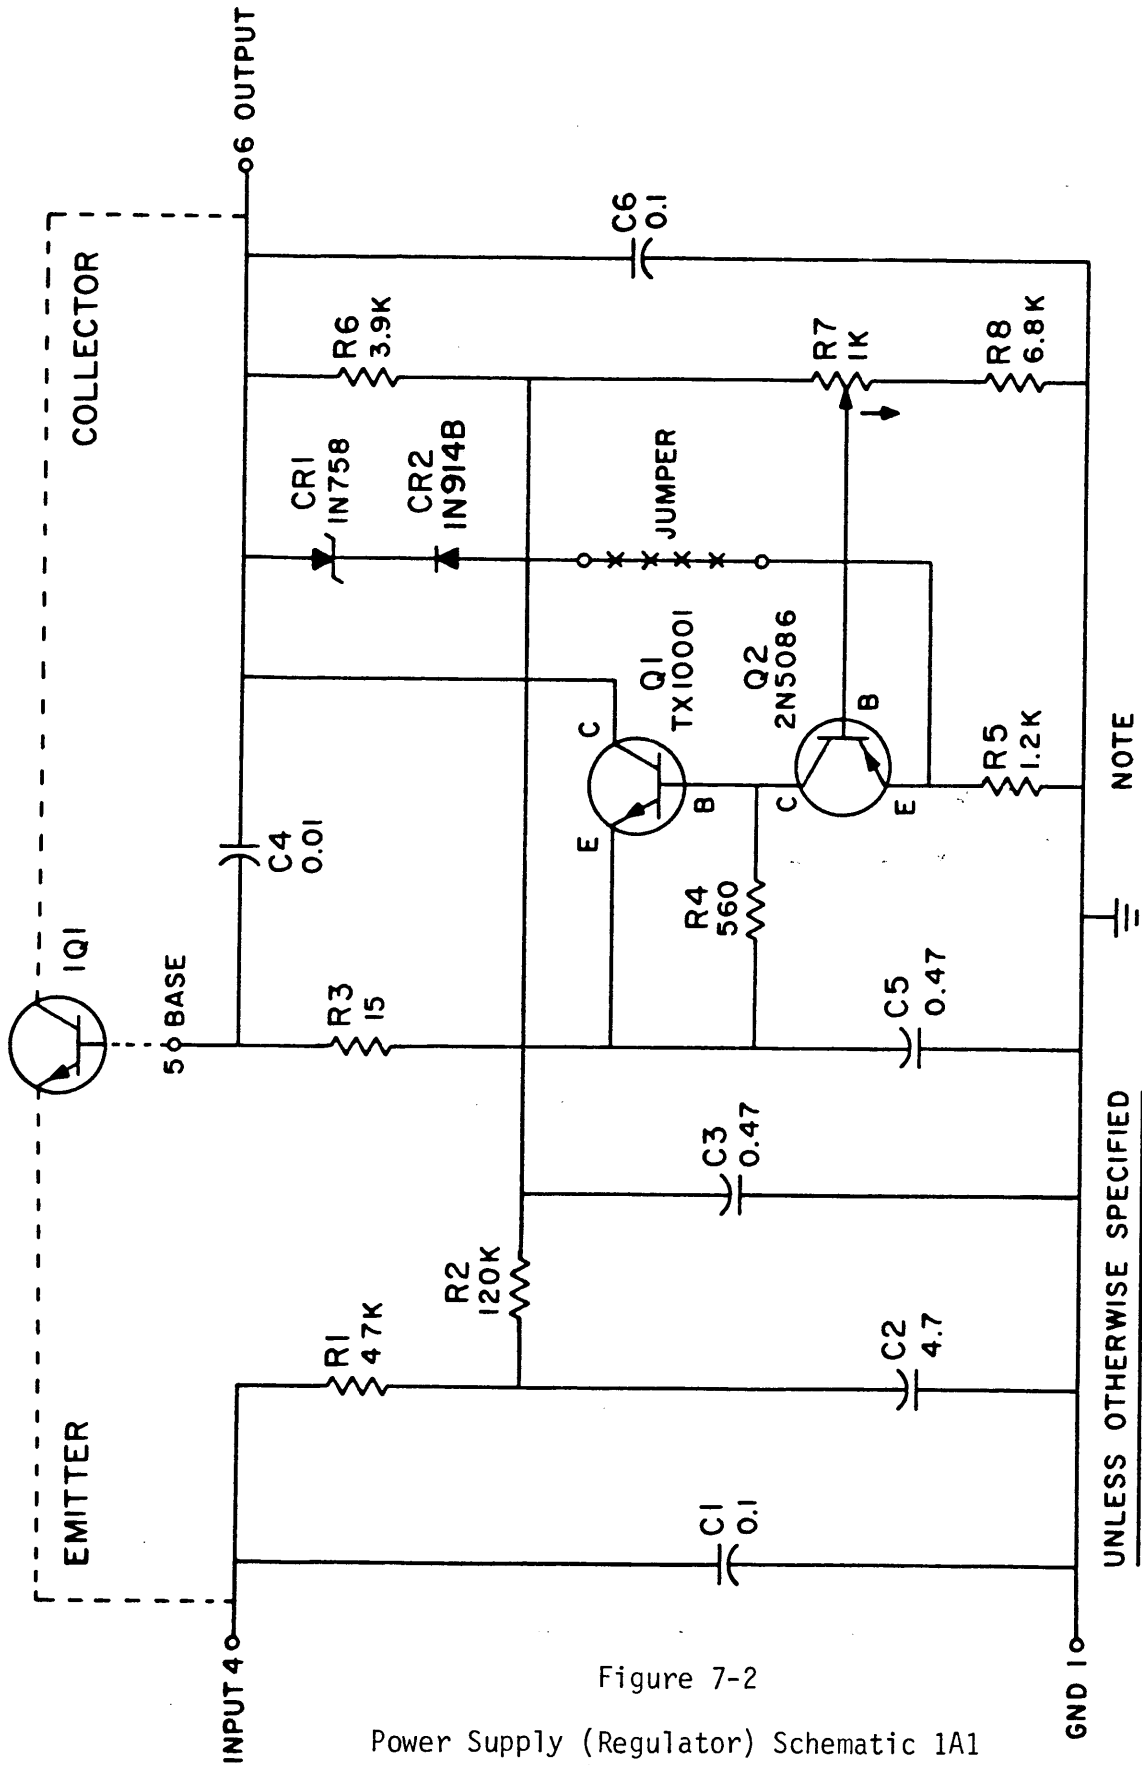 1Q1
EMITTER
COLLECTOR
INPUT 4
5 BASE
6 OUTPUT
C4
0.01
R1
47K
R3
15
CR1
1N758
R6
3.9K
CR2
1N914B
R2
120K
JUMPER
C6
0.1
E
C
Q1
TX10001
B
Q2
2N5086
C
B
E
R4
560
R7
1K
C1
0.1
C3
0.47
C2
4.7
C5
0.47
R5
1.2K
R8
6.8K
GND 1
UNLESS OTHERWISE SPECIFIED
NOTE
Figure 7-2
Power Supply (Regulator) Schematic 1A1